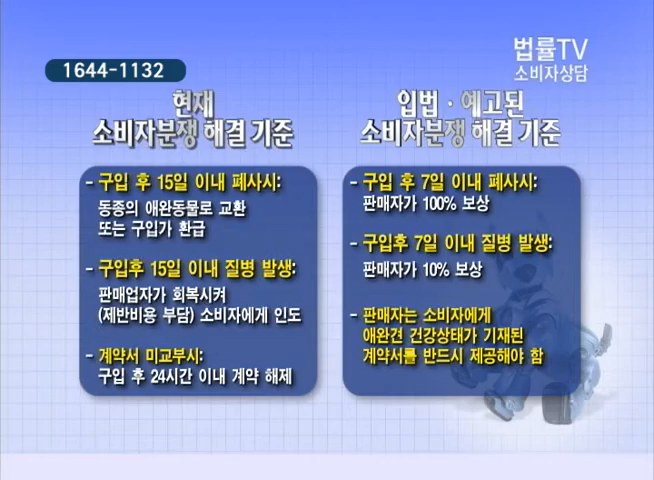 법률TV
소비자상담
1644-1132
현재
소비자분쟁 해결 기준
- 구입 후 15일 이내 폐사시:
동종의 애완동물로 교환
또는 구입가 환급
- 구입후 15일 이내 질병 발생:
판매업자가 회복시켜
(제반비용 부담) 소비자에게 인도
- 계약서 미교부시:
구입 후 24시간 이내 계약 해제
입법·예고된
소비자분쟁 해결 기준
- 구입 후 7일 이내 폐사시:
판매자가 100% 보상
- 구입후 7일 이내 질병 발생:
판매자가 10% 보상
- 판매자는 소비자에게
애완견 건강상태가 기재된
계약서를 반드시 제공해야 함